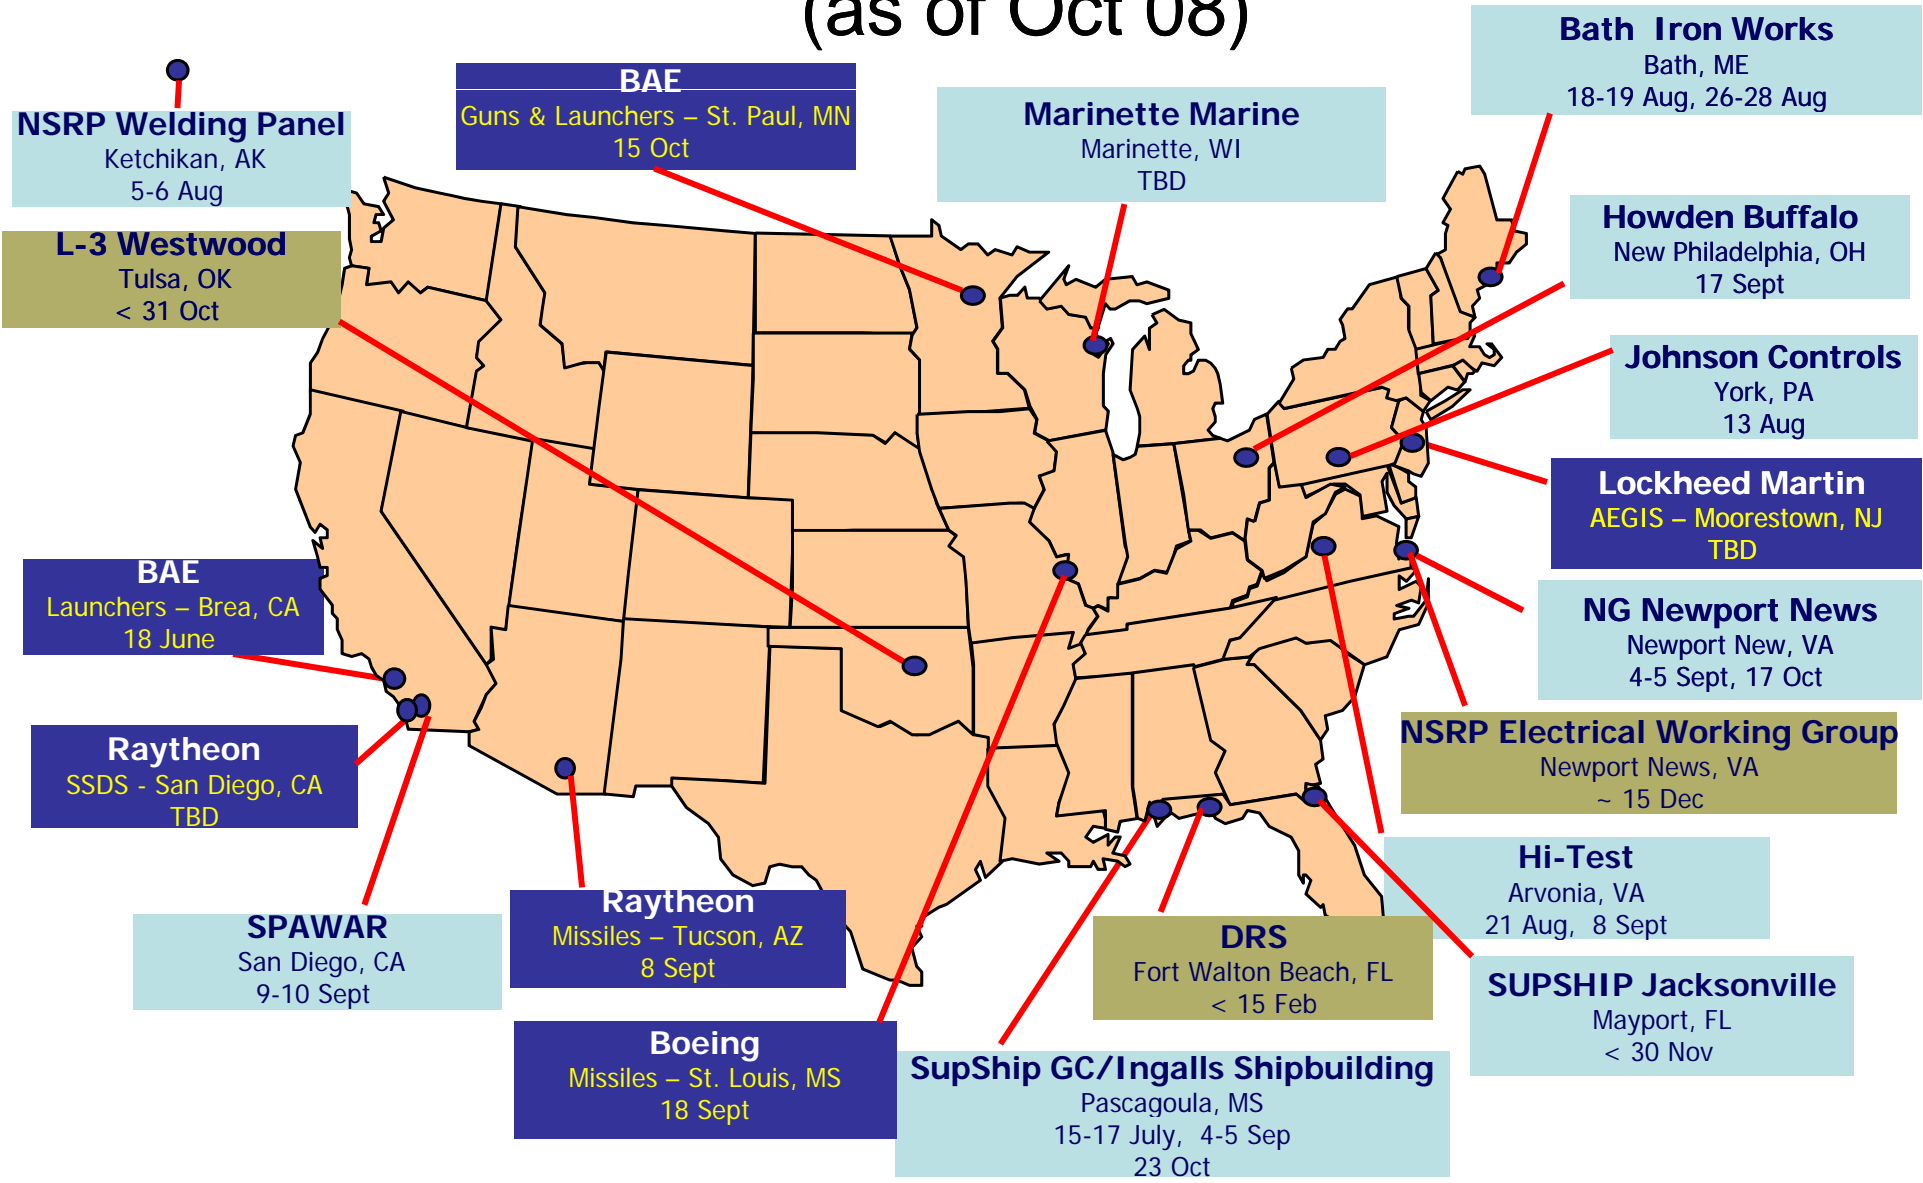 (as of Oct 08)
Bath Iron Works
Bath, ME
18-19 Aug, 26-28 Aug
BAE
Guns & Launchers – St. Paul, MN
15 Oct
Marinette Marine
Marinette, WI
TBD
NSRP Welding Panel
Ketchikan, AK
5-6 Aug
Howden Buffalo
New Philadelphia, OH
17 Sept
L-3 Westwood
Tulsa, OK
< 31 Oct
Johnson Controls
York, PA
13 Aug
Lockheed Martin
AEGIS – Moorestown, NJ
TBD
BAE
Launchers – Brea, CA
18 June
NG Newport News
Newport New, VA
4-5 Sept, 17 Oct
NSRP Electrical Working Group
Newport News, VA
~ 15 Dec
Raytheon
SSDS - San Diego, CA
TBD
Hi-Test
Arvonia, VA
21 Aug, 8 Sept
Raytheon
Missiles – Tucson, AZ
8 Sept
SPAWAR
San Diego, CA
9-10 Sept
DRS
Fort Walton Beach, FL
< 15 Feb
SUPSHIP Jacksonville
Mayport, FL
< 30 Nov
Boeing
Missiles – St. Louis, MS
18 Sept
SupShip GC/Ingalls Shipbuilding
Pascagoula, MS
15-17 July, 4-5 Sep
23 Oct